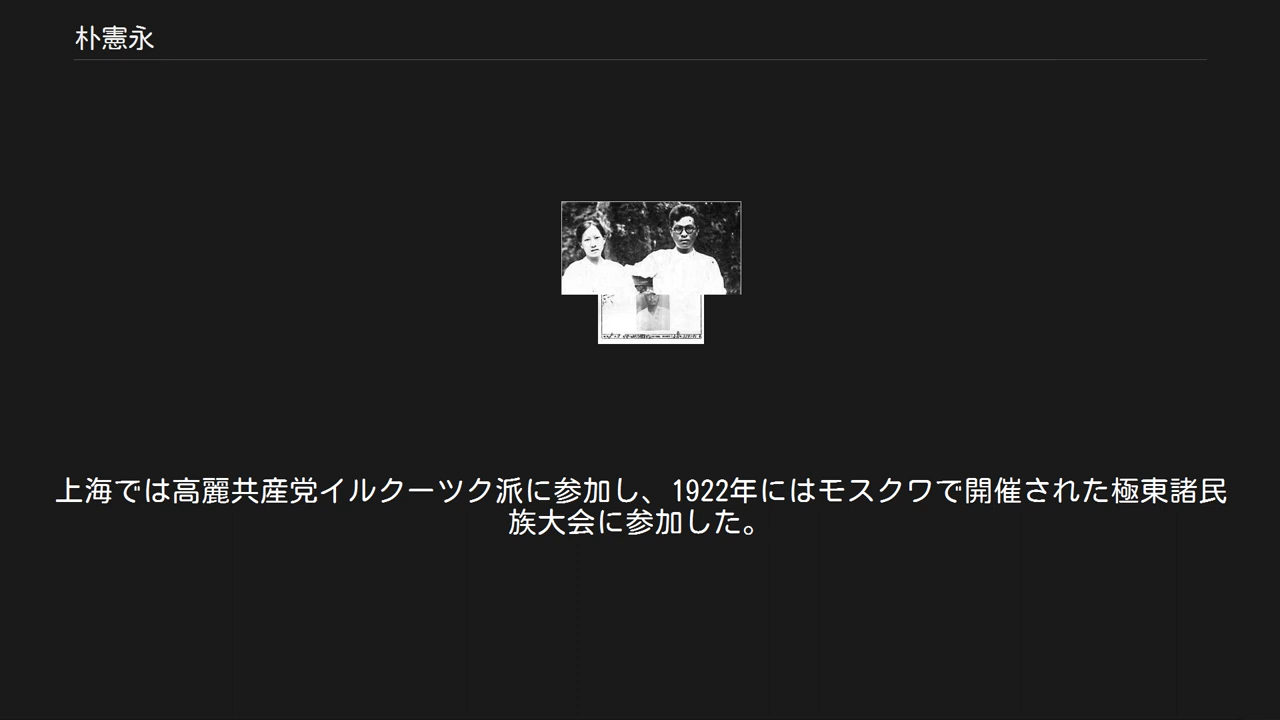 朴憲永
上海では高麗共産党イルクーツク派に参加し、1922年にはモスクワで開催された極東諸民
族大会に参加した。